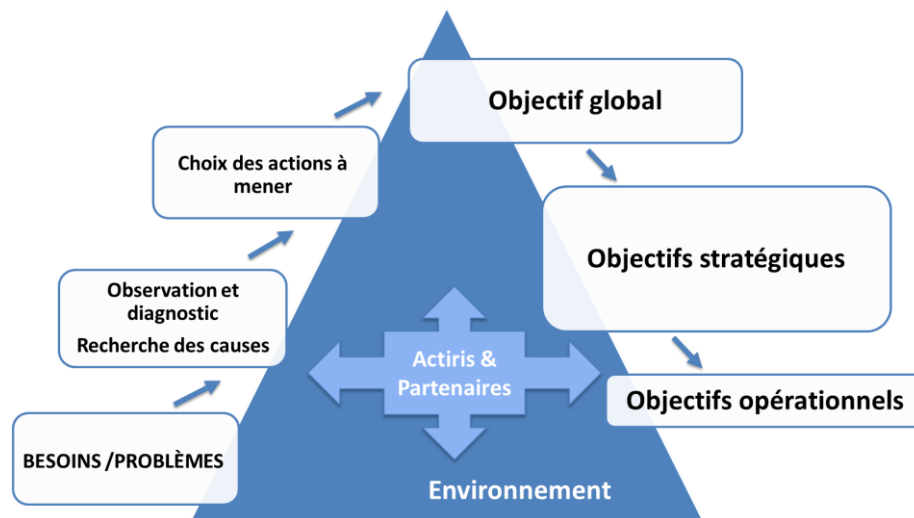 Objectif global
Choix des actions à
mener
Objectifs stratégiques
Observation et
diagnostic
Recherche des causes
Actiris &
Partenaires
Objectifs opérationnels
BESOINS /PROBLÈMES
Environnement